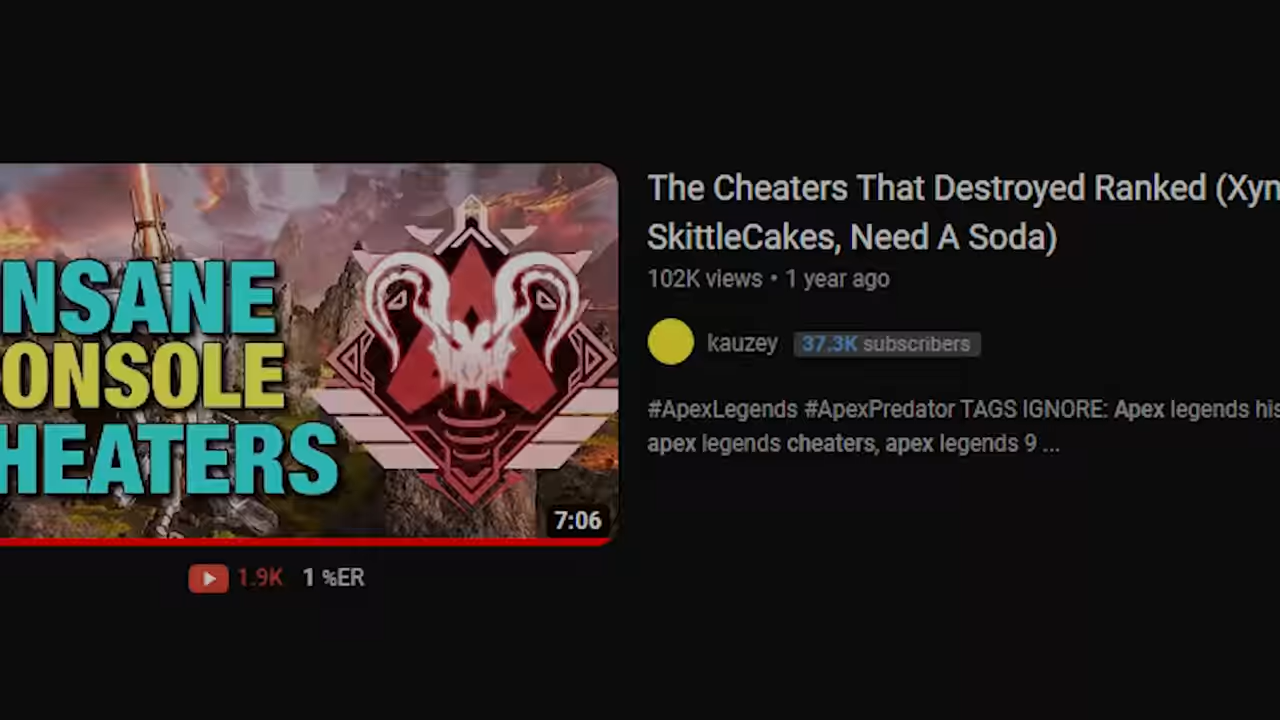 NSANE
ONSOLE
HEATERS
7:06
1.9K 1 %ER
The Cheaters That Destroyed Ranked (Xyn
SkittleCakes, Need A Soda)
102K views • 1 year ago
kauzey 37.3K subscribers
#ApexLegends #ApexPredator TAGS IGNORE: Apex legends his
apex legends cheaters, apex legends 9 ...